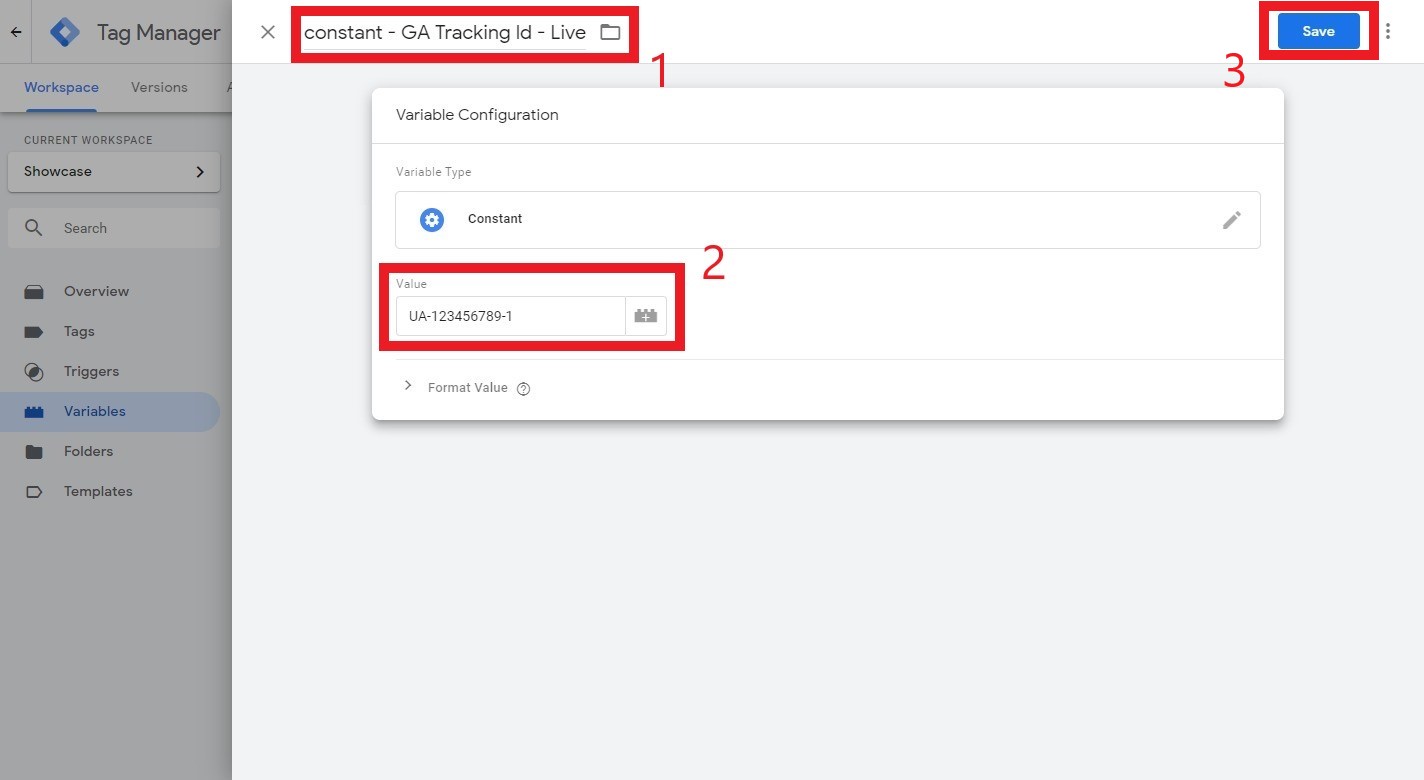 Tag Manager
constant - GA Tracking Id - Live
Save
1
3
Workspace
Versions
A
Variable Configuration
CURRENT WORKSPACE
Showcase
Variable Type
Constant
Search
2
Value
UA-123456789-1
Overview
Tags
Triggers
Format Value
Variables
Folders
Templates